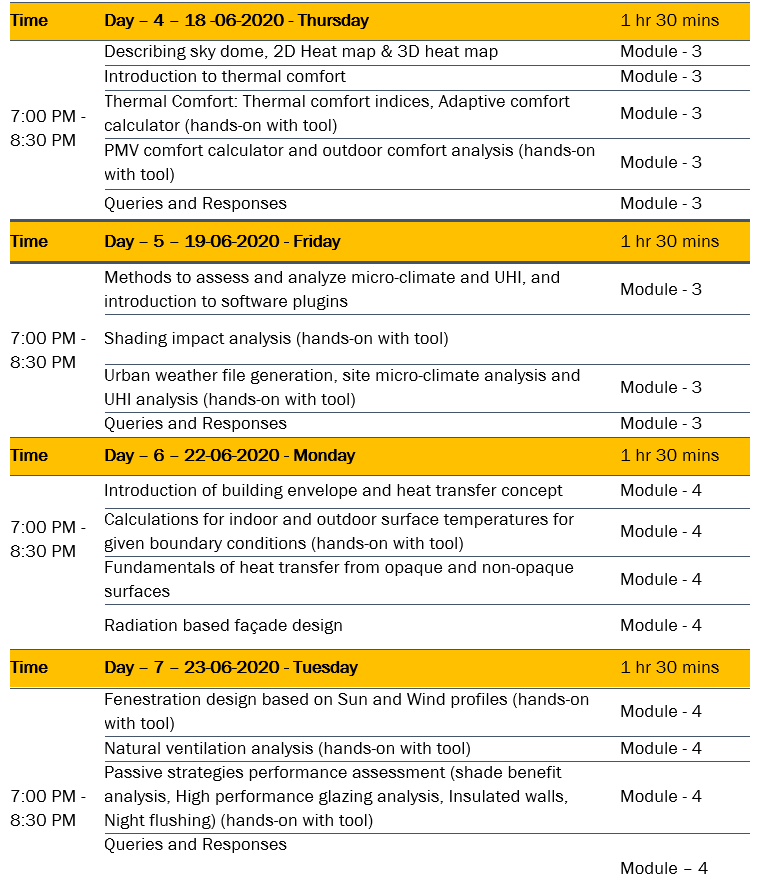 Time Day – 4 – 18 -06-2020 - Thursday 1 hr 30 mins
Describing sky dome, 2D Heat map & 3D heat map Module - 3
Introduction to thermal comfort Module - 3
7:00 PM -
8:30 PM
Thermal Comfort: Thermal comfort indices, Adaptive comfort
calculator (hands-on with tool)
Module - 3
PMV comfort calculator and outdoor comfort analysis (hands-on
with tool)
Module - 3
Queries and Responses Module - 3
Time Day – 5 – 19-06-2020 - Friday 1 hr 30 mins
Methods to assess and analyze micro-climate and UHI, and
introduction to software plugins
Module - 3
7:00 PM -
8:30 PM
Shading impact analysis (hands-on with tool)
Urban weather file generation, site micro-climate analysis and
UHI analysis (hands-on with tool)
Module - 3
Queries and Responses Module - 3
Time Day – 6 – 22-06-2020 - Monday 1 hr 30 mins
Introduction of building envelope and heat transfer concept Module - 4
7:00 PM -
8:30 PM
Calculations for indoor and outdoor surface temperatures for
given boundary conditions (hands-on with tool)
Module - 4
Fundamentals of heat transfer from opaque and non-opaque
surfaces
Module - 4
Radiation based façade design Module - 4
Time Day – 7 – 23-06-2020 - Tuesday 1 hr 30 mins
Fenestration design based on Sun and Wind profiles (hands-on
with tool)
Module - 4
Natural ventilation analysis (hands-on with tool) Module - 4
7:00 PM -
8:30 PM
Passive strategies performance assessment (shade benefit
analysis, High performance glazing analysis, Insulated walls,
Night flushing) (hands-on with tool)
Module - 4
Queries and Responses
Module – 4